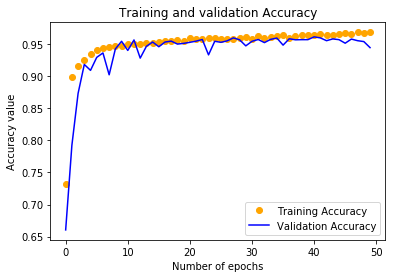 Training and validation Accuracy
Accuracy value
0.95
0.90
0.85
0.80
0.75
0.70
0.65
Training Accuracy
Validation Accuracy
0 10 20 30 40 50
Number of epochs